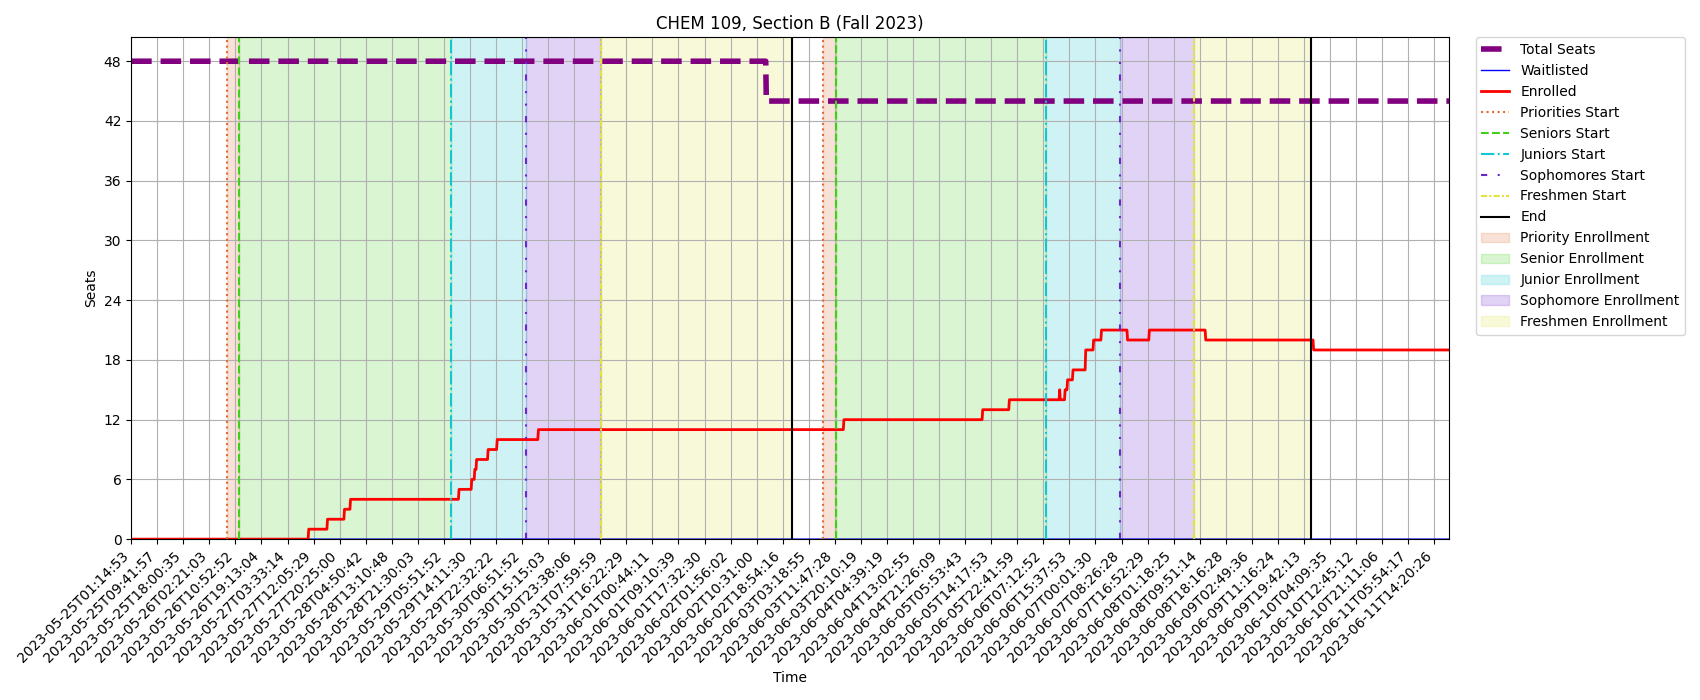 CHEM 109, Section B (Fall 2023)
Seats
48
42
36
30
24
18
12
6
0
2023-05-25T01:14:53
2023-05-25T09:41:57
2023-05-25T18:00:35
2023-05-26T02:21:03
2023-05-26T10:52:52
2023-05-26T19:13:04
2023-05-27T03:33:14
2023-05-27T12:05:29
2023-05-27T20:25:00
2023-05-28T04:50:42
2023-05-28T13:10:48
2023-05-28T21:30:03
2023-05-29T05:51:52
2023-05-29T14:11:30
2023-05-29T22:32:22
2023-05-30T06:51:52
2023-05-30T15:15:03
2023-05-30T23:38:06
2023-05-31T07:59:59
2023-05-31T16:22:29
2023-06-01T00:44:11
2023-06-01T09:10:39
2023-06-01T17:32:30
2023-06-02T01:56:02
2023-06-02T10:31:00
2023-06-02T18:54:16
2023-06-03T03:18:55
2023-06-03T11:47:28
2023-06-03T20:10:19
2023-06-04T04:39:19
2023-06-04T13:02:55
2023-06-04T21:26:09
2023-06-05T05:53:43
2023-06-05T14:17:53
2023-06-05T22:41:59
2023-06-06T07:12:52
2023-06-06T15:37:53
2023-06-07T00:01:30
2023-06-07T08:26:28
2023-06-07T16:52:29
2023-06-08T01:18:25
2023-06-08T09:51:14
2023-06-08T18:16:28
2023-06-09T02:49:36
2023-06-09T11:16:24
2023-06-09T19:42:13
2023-06-10T04:09:35
2023-06-10T12:45:12
2023-06-10T21:11:06
2023-06-11T05:54:17
2023-06-11T14:20:26
Time
Total Seats
Waitlisted
Enrolled
Priorities Start
Seniors Start
Juniors Start
Sophomores Start
Freshmen Start
End
Priority Enrollment
Senior Enrollment
Junior Enrollment
Sophomore Enrollment
Freshmen Enrollment